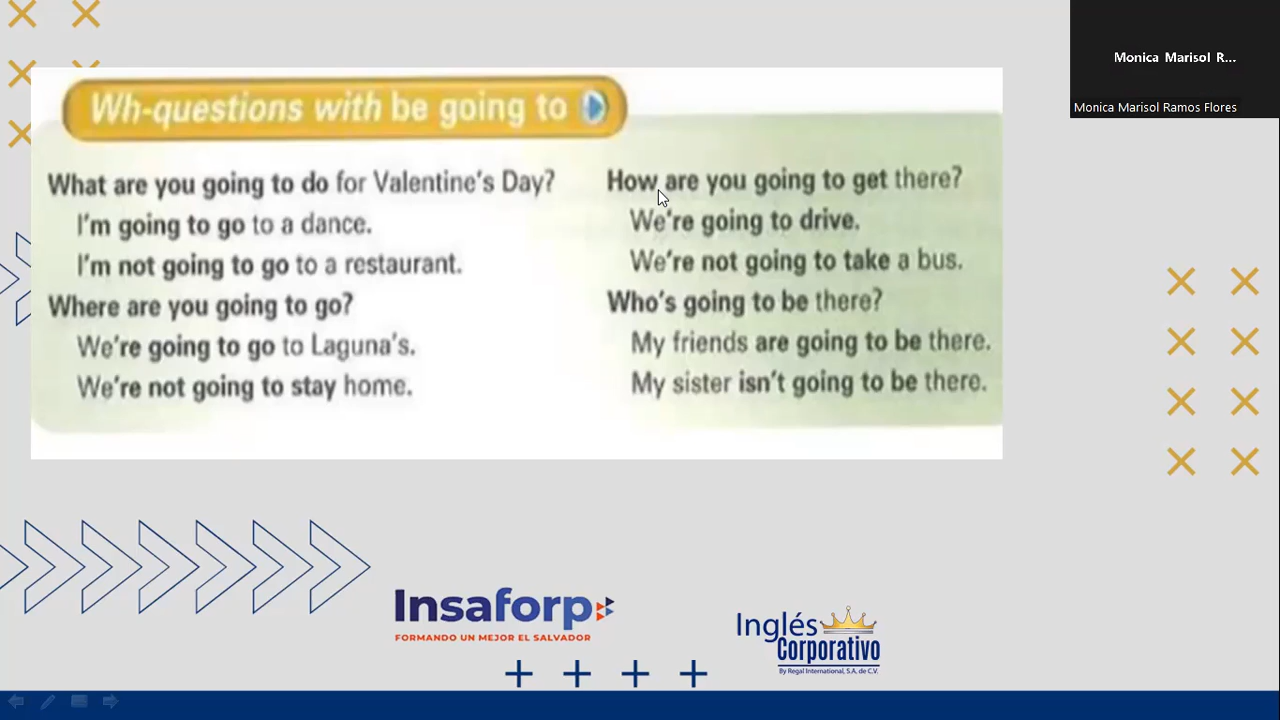 Monica Marisol R...
Monica Marisol Ramos Flores
Wh-questions with be going to
What are you going to do for Valentine's Day?
I'm going to go to a dance.
I'm not going to go to a restaurant.
Where are you going to go?
We're going to go to Laguna's.
We're not going to stay home.
How are you going to get there?
We're going to drive.
We're not going to take a bus.
Who's going to be there?
My friends are going to be there.
My sister isn't going to be there.
Insaforp
FORMANDO UN MEJOR EL SALVADOR
Inglés
Corporativo
By Regal International, S.A. de C.V.